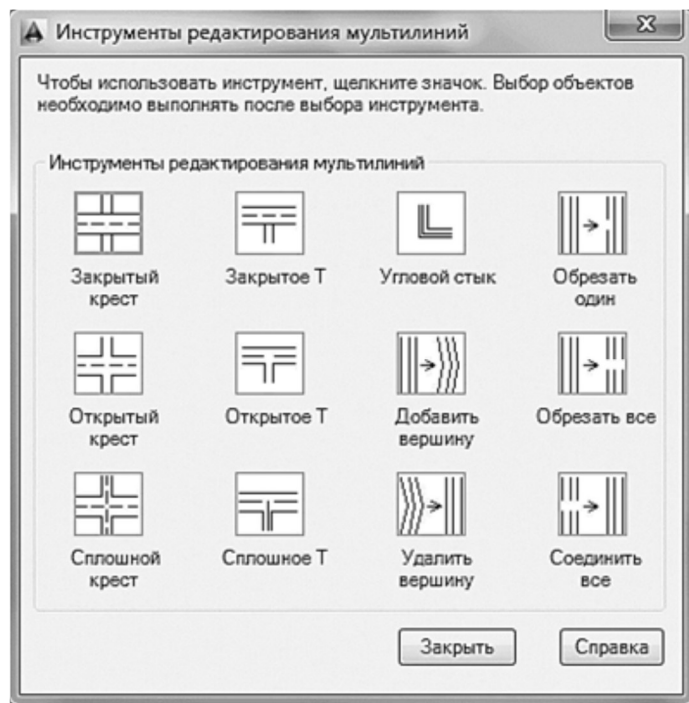 Инструменты редактирования мультилиний
Чтобы использовать инструмент, щелкните значок. Выбор объектов
необходимо выполнять после выбора инструмента.
Инструменты редактирования мультилиний
Закрытый
крест
Закрытое Т
Угловой стык
Обрезать
один
Открытый
крест
Открытое Т
Добавить
вершину
Обрезать все
Сплошной
крест
Сплошное Т
Удалить
вершину
Соединить
все
Закрыть
Справка